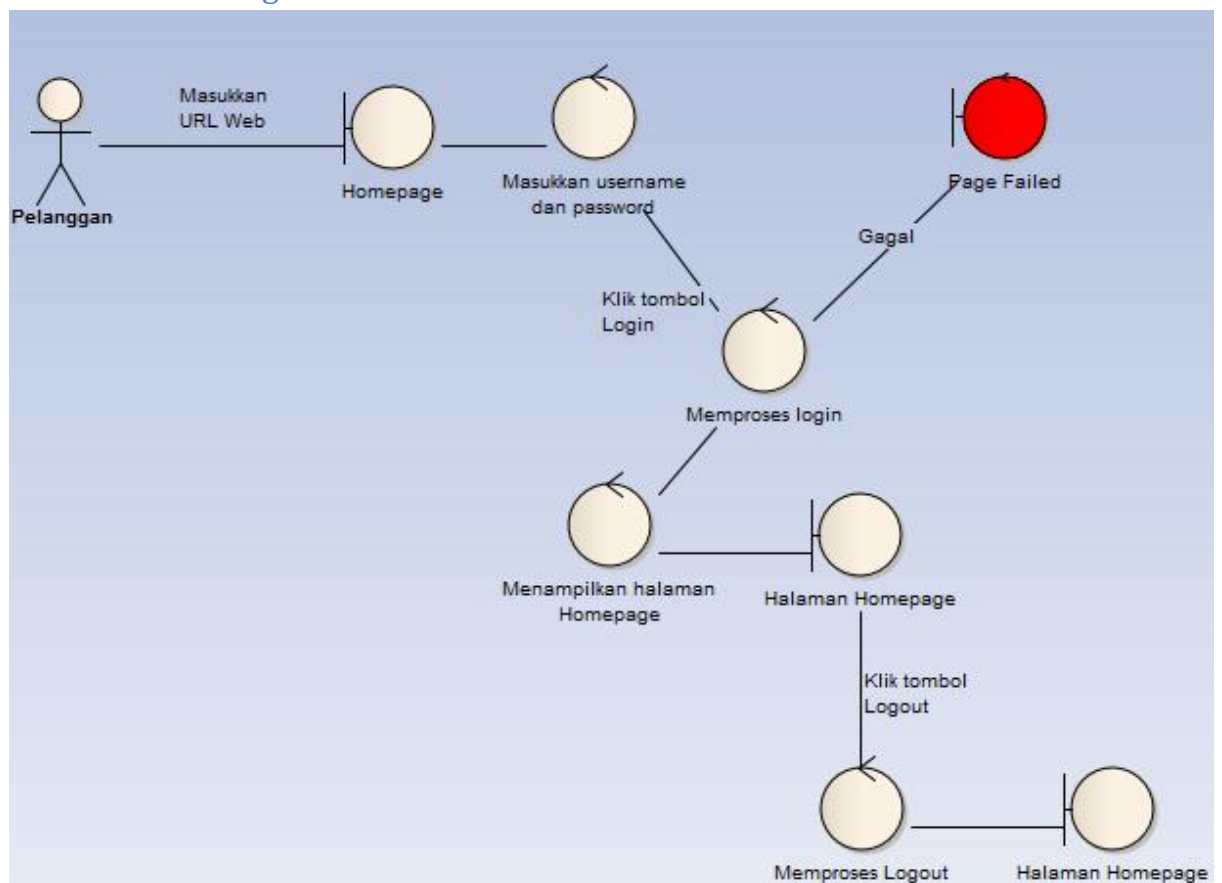 Masukkan
URL Web
Homepage
Pelanggan
Masukkan username
dan password
Page Failed
Gagal
Klik tombol
Login
Memproses login
Menampilkan halaman
Homepage
Halaman Homepage
Klik tombol
Logout
Memproses Logout
Halaman Homepage